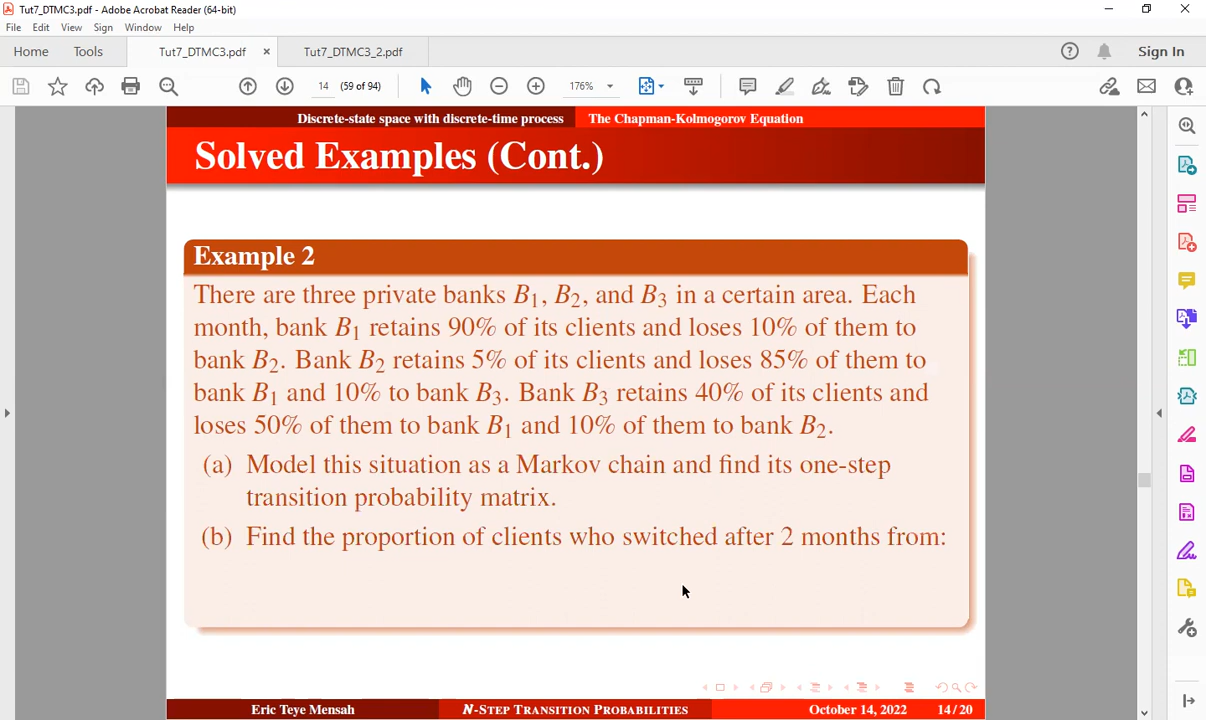 Tut7_DTMC3.pdf - Adobe Acrobat Reader (64-bit)
File Edit View Sign Window Help
Home Tools Tut7_DTMC3.pdf × Tut7_DTMC3_2.pdf Sign In
14 (59 of 94) 176%
Discrete-state space with discrete-time process The Chapman-Kolmogorov Equation
Solved Examples (Cont.)
Example 2
There are three private banks B1, B2, and B3 in a certain area. Each
month, bank B1 retains 90% of its clients and loses 10% of them to
bank B2. Bank B2 retains 5% of its clients and loses 85% of them to
bank B1 and 10% to bank B3. Bank B3 retains 40% of its clients and
loses 50% of them to bank B1 and 10% of them to bank B2.
(a) Model this situation as a Markov chain and find its one-step
transition probability matrix.
(b) Find the proportion of clients who switched after 2 months from:
Eric Teye Mensah N-STEP TRANSITION PROBABILITIES October 14, 2022 14 / 20